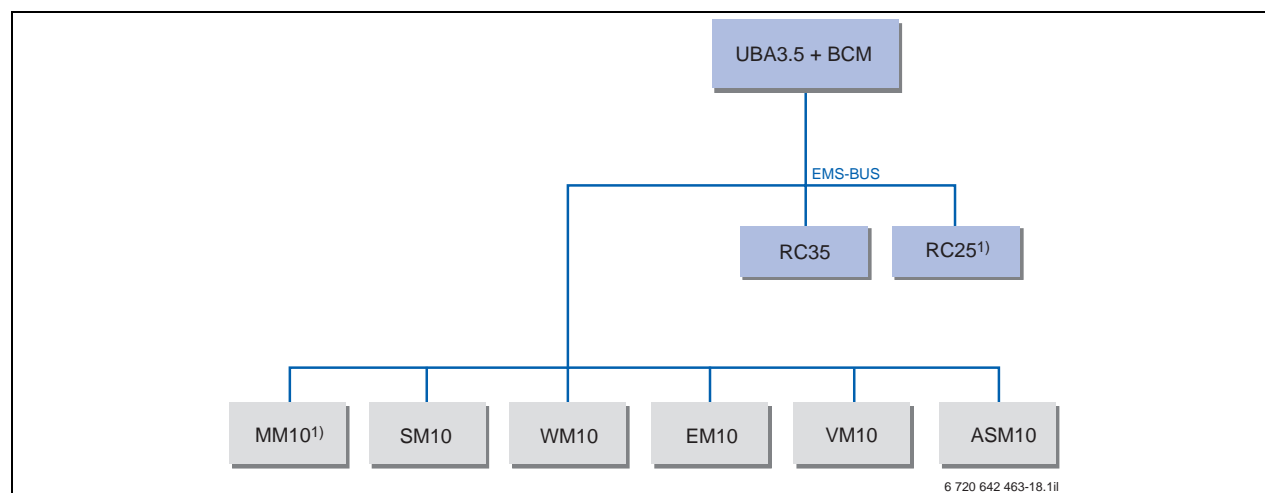 UBA3.5 + BCM
EMS-BUS
RC35
RC25¹⁾
MM10¹⁾
SM10
WM10
EM10
VM10
ASM10
6 720 642 463-18.1il